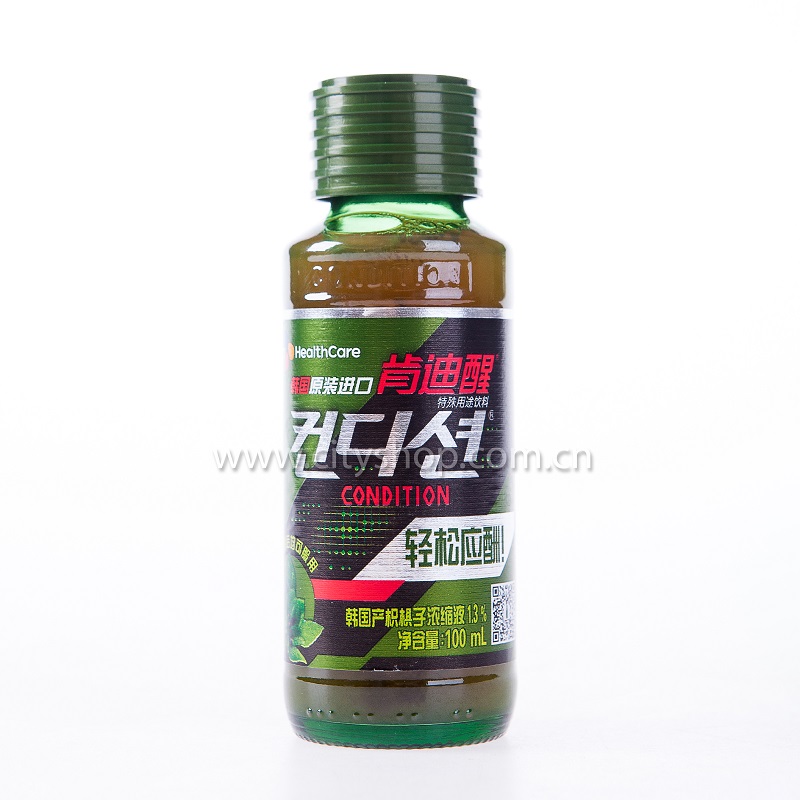 HealthCare
韩国原装进口 肯迪醒
特殊用途饮料
컨디션®
www.cityshop.com.cn
CONDITION
轻松应酬!
韩国产枳椇子浓缩液 1.3 %
净含量:100 mL